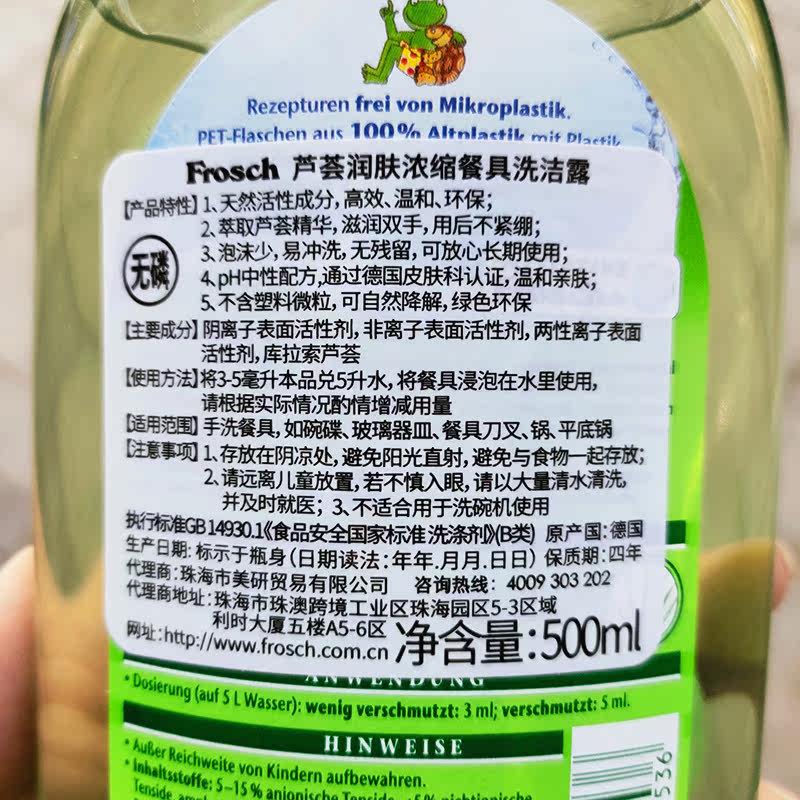 Rezepturen frei von Mikroplastik.
PET-Flaschen aus 100% Altplastik mit Plastik
Frosch 芦荟润肤浓缩餐具洗洁露
【产品特性】1、天然活性成分,高效、温和、环保;
2、萃取芦荟精华,滋润双手,用后不紧绷;
无磷
3、泡沫少,易冲洗,无残留,可放心长期使用;
4、pH中性配方,通过德国皮肤科认证,温和亲肤;
5、不含塑料微粒,可自然降解,绿色环保
【主要成分】阴离子表面活性剂,非离子表面活性剂,两性离子表面
活性剂,库拉索芦荟
【使用方法】将3-5毫升本品兑5升水,将餐具浸泡在水里使用,
请根据实际情况酌情增减用量
【适用范围】手洗餐具,如碗碟、玻璃器皿、餐具刀叉、锅、平底锅
【注意事项】1、存放在阴凉处,避免阳光直射,避免与食物一起存放;
2、请远离儿童放置,若不慎入眼,请以大量清水清洗,
并及时就医; 3、不适合用于洗碗机使用
执行标准GB 14930.1《食品安全国家标准 洗涤剂》(B类) 原产国:德国
生产日期:标示于瓶身(日期读法:年年.月月.日日) 保质期:四年
代理商:珠海市美研贸易有限公司 咨询热线: 4009 303 202
代理商地址:珠海市珠澳跨境工业区珠海园区5-3区域
利时大厦五楼A5-6区
网址:http://www.frosch.com.cn 净含量:500ml
ANWENDUNG
• Dosierung (auf 5 L Wasser): wenig verschmutzt: 3 ml; verschmutzt: 5 ml.
HINWEISE
• Außer Reichweite von Kindern aufbewahren.
• Inhaltsstoffe: 5–15 % anionische Tenside, <5 % nichtionische
536